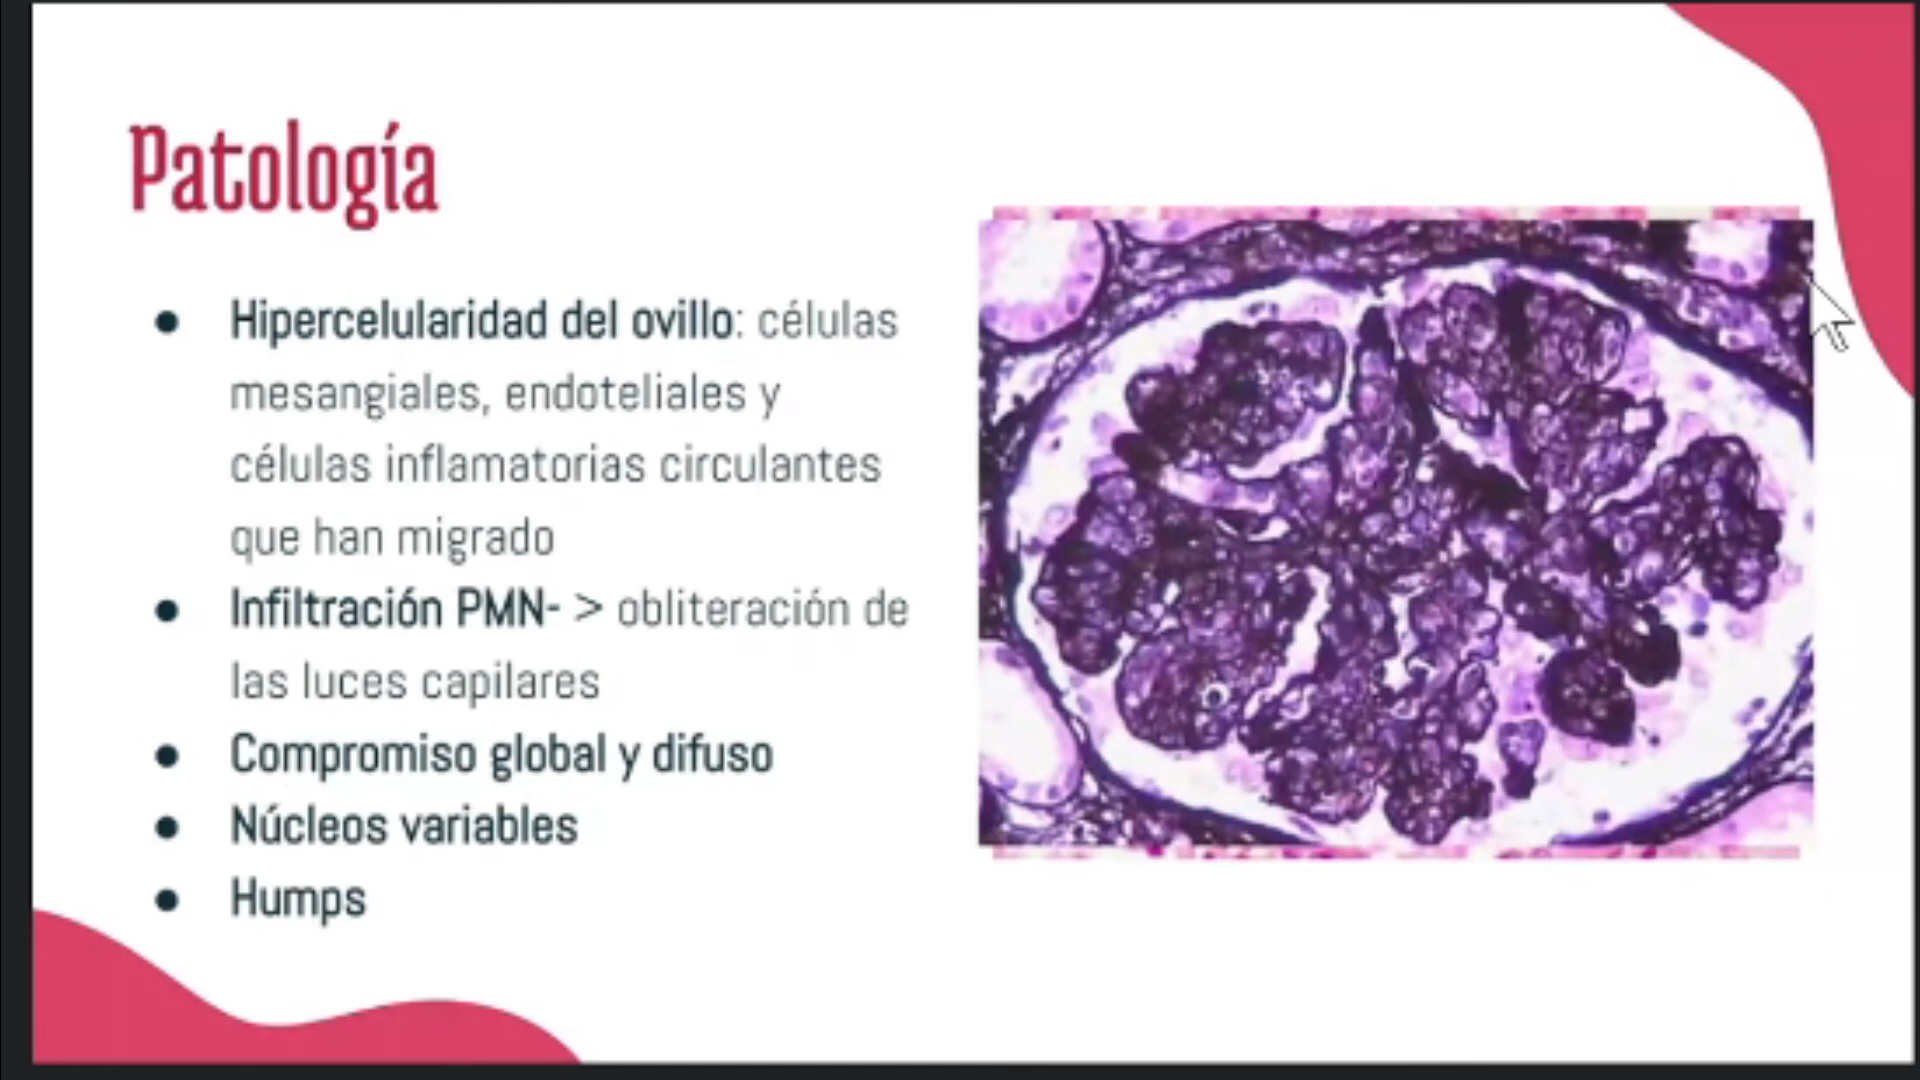 Patología
● Hipercelularidad del ovillo: células
mesangiales, endoteliales y
células inflamatorias circulantes
que han migrado
● Infiltración PMN- > obliteración de
las luces capilares
● Compromiso global y difuso
● Núcleos variables
● Humps